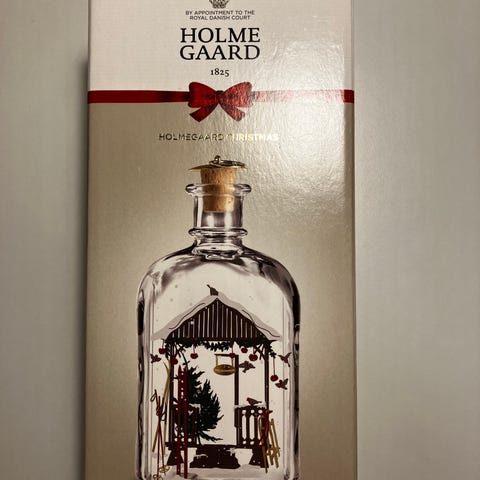 BY APPOINTMENT TO THE
ROYAL DANISH COURT
HOLME
GAARD
1825
HOLMEGAARD CHRISTMAS